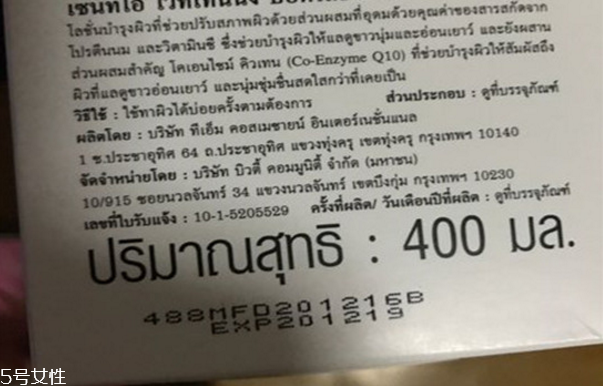 เซนทิโอ ไวท์เทนนิ่ง
โลชั่นบำรุงผิวที่ช่วยปรับสภาพผิวด้วยส่วนผสมที่อุดมด้วยคุณค่าของสารสกัดจาก
โปรตีนนม และวิตามินซี ซึ่งช่วยบำรุงผิวให้แลดูขาวนุ่มและอ่อนเยาว์ และยังผสาน
ส่วนผสมสำคัญ โคเอนไซม์ คิวเทน (Co-Enzyme Q10) ที่ช่วยบำรุงผิวให้สัมผัสถึง
ผิวที่แลดูขาวอ่อนเยาว์ และนุ่มชุ่มชื่นสดใสกว่าที่เคยเป็น
วิธีใช้ : ใช้ทาผิวได้บ่อยครั้งตามต้องการ ส่วนประกอบ : ดูที่บรรจุภัณฑ์
ผลิตโดย : บริษัท ทีเอ็ม คอสเมชายน์ อินเตอร์เนชั่นแนล
1 ซ.ประชาอุทิศ 64 ถ.ประชาอุทิศ แขวงทุ่งครุ เขตทุ่งครุ กรุงเทพฯ 10140
จัดจำหน่ายโดย : บริษัท บิวตี้ คอมมูนิตี้ จำกัด (มหาชน)
10/915 ซอยนวลจันทร์ 34 แขวงนวลจันทร์ เขตบึงกุ่ม กรุงเทพฯ 10230
เลขที่ใบรับแจ้ง : 10-1-5205529 ครั้งที่ผลิต/ วันเดือนปีที่ผลิต : ดูที่บรรจุภัณฑ์
ปริมาณสุทธิ : 400 มล.
488MFD201216B
EXP201219
5号女性